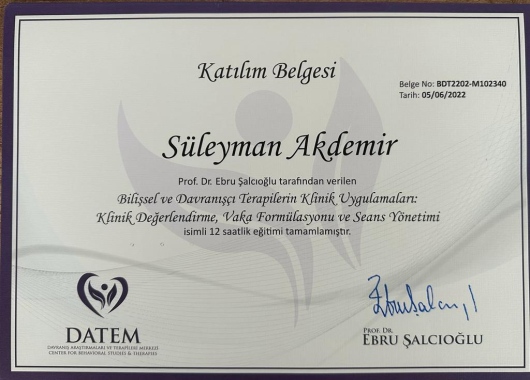 Katılım Belgesi
Belge No: BDT2202-M102340
Tarih: 05/06/2022
Süleyman Akdemir
Prof. Dr. Ebru Şalcıoğlu tarafından verilen
Bilişsel ve Davranışçı Terapilerin Klinik Uygulamaları:
Klinik Değerlendirme, Vaka Formülasyonu ve Seans Yönetimi
isimli 12 saatlik eğitimi tamamlamıştır.
DATEM
DAVRANIŞ ARAŞTIRMALARI VE TERAPİLERİ MERKEZİ
CENTER FOR BEHAVIORAL STUDIES & THERAPIES
EbruŞalcıoğl
PROF. DR.
EBRU ŞALCIOĞLU